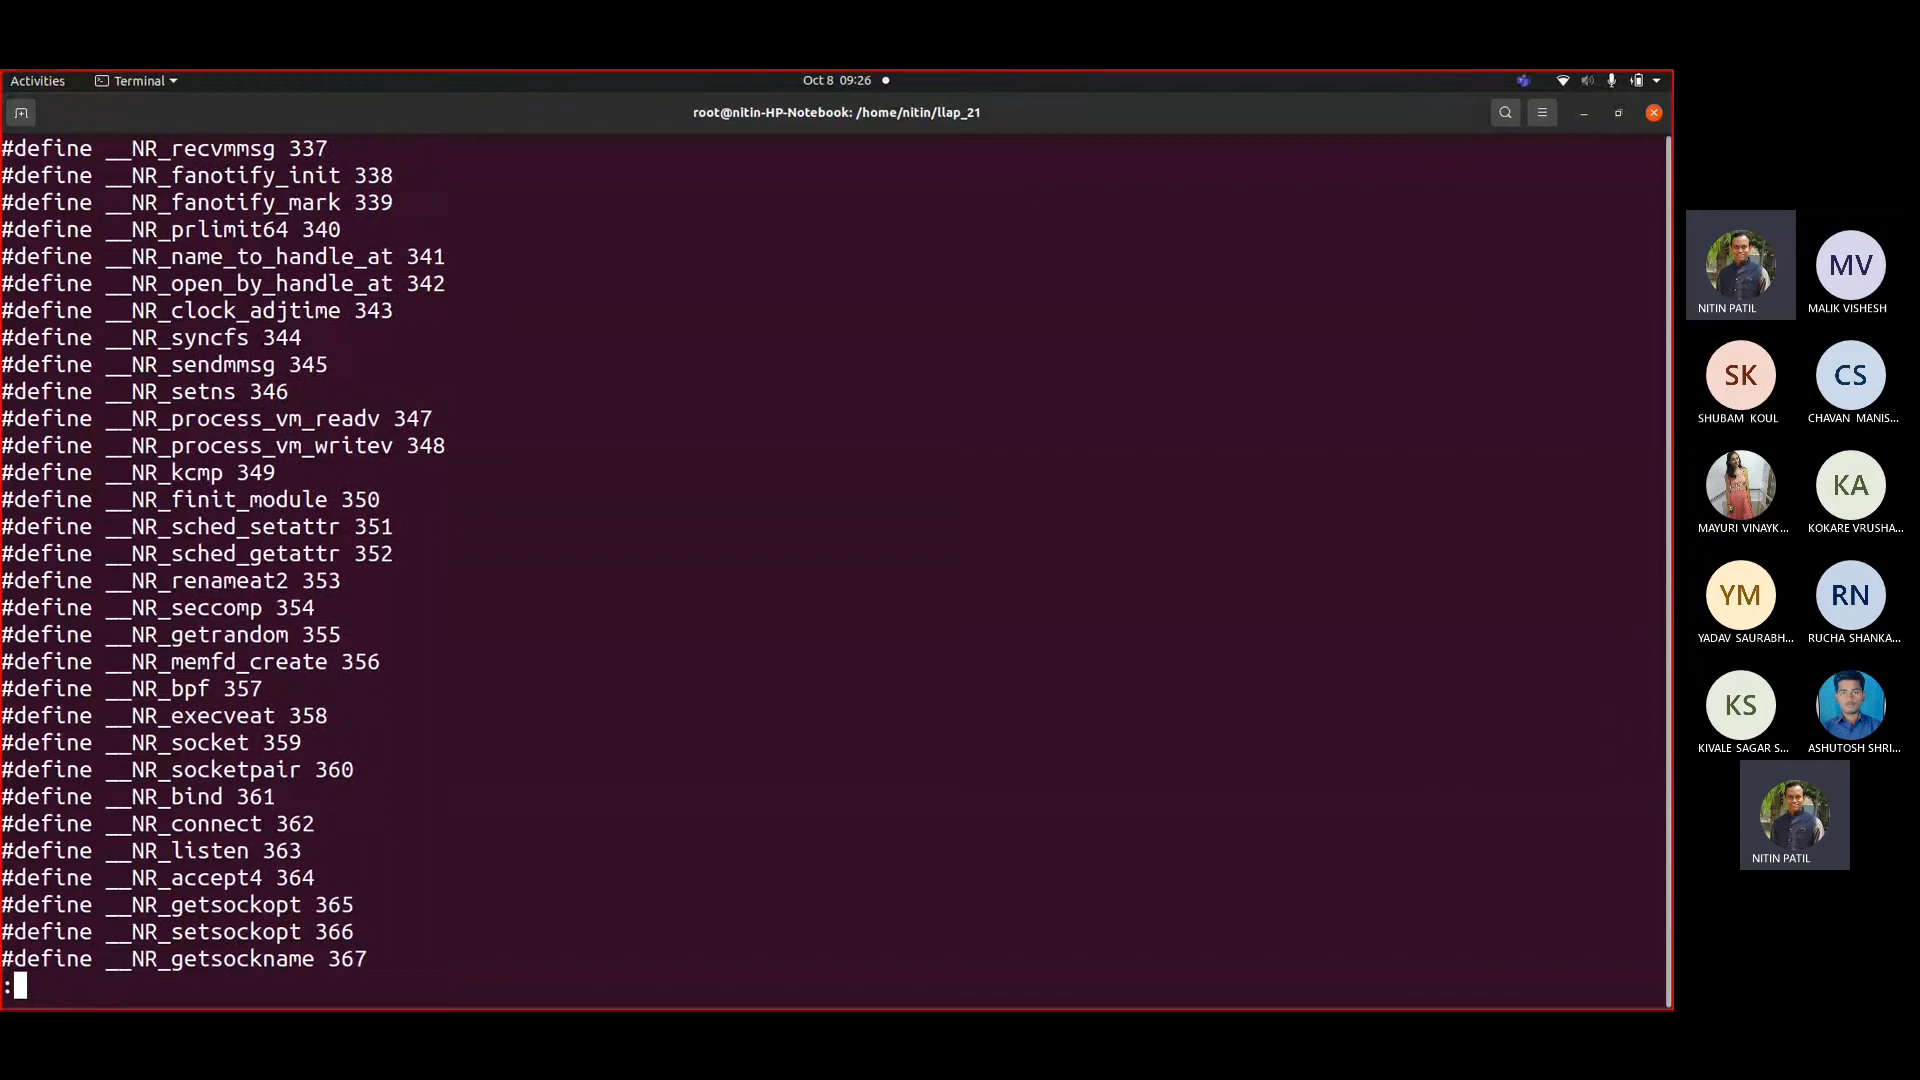 Activities
Terminal
Oct 8 09:26
root@nitin-HP-Notebook: /home/nitin/llap_21
#define __NR_recvmmsg 337
#define __NR_fanotify_init 338
#define __NR_fanotify_mark 339
#define __NR_prlimit64 340
#define __NR_name_to_handle_at 341
#define __NR_open_by_handle_at 342
#define __NR_clock_adjtime 343
#define __NR_syncfs 344
#define __NR_sendmmsg 345
#define __NR_setns 346
#define __NR_process_vm_readv 347
#define __NR_process_vm_writev 348
#define __NR_kcmp 349
#define __NR_finit_module 350
#define __NR_sched_setattr 351
#define __NR_sched_getattr 352
#define __NR_renameat2 353
#define __NR_seccomp 354
#define __NR_getrandom 355
#define __NR_memfd_create 356
#define __NR_bpf 357
#define __NR_execveat 358
#define __NR_socket 359
#define __NR_socketpair 360
#define __NR_bind 361
#define __NR_connect 362
#define __NR_listen 363
#define __NR_accept4 364
#define __NR_getsockopt 365
#define __NR_setsockopt 366
#define __NR_getsockname 367
:
NITIN PATIL
MV
MALIK VISHESH
SK
SHUBAM KOUL
CS
CHAVAN MANIS...
MAYURI VINAYK...
KA
KOKARE VRUSHA...
YM
YADAV SAURABH...
RN
RUCHA SHANKA...
KS
KIVALE SAGAR S...
ASHUTOSH SHRI...
NITIN PATIL